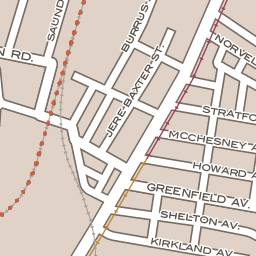 SAUND
BURRUS
NORVEL
N RD.
JERE-BAXTER-ST.
STRATFO
MCCHESNEY A
HOWARD A
GREENFIELD AV.
SHELTON AV.
KIRKLAND AV.